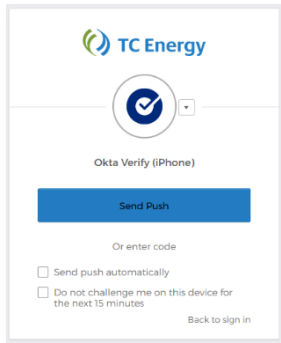 TC Energy
Okta Verify (iPhone)
Send Push
Or enter code
Send push automatically
Do not challenge me on this device for
the next 15 minutes
Back to sign in